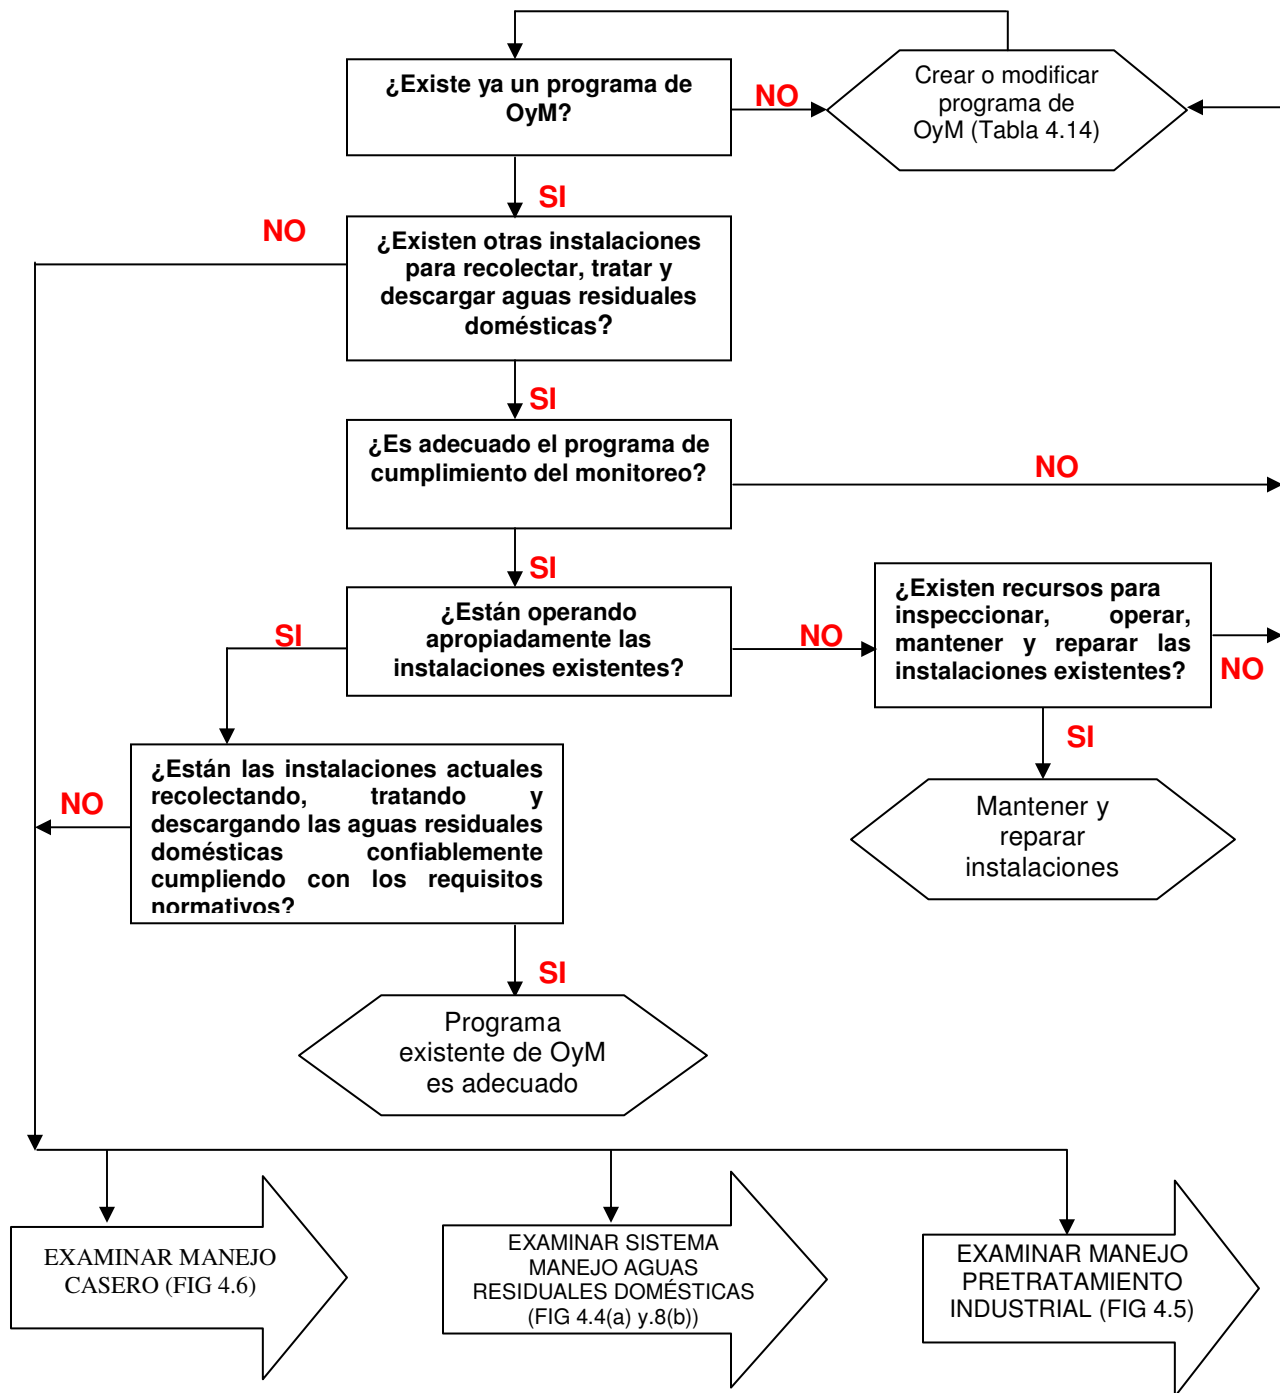 ¿Existe ya un programa de
OyM?
NO
Crear o modificar
programa de
OyM (Tabla 4.14)
SI
NO
¿Existen otras instalaciones
para recolectar, tratar y
descargar aguas residuales
domésticas?
SI
¿Es adecuado el programa de
cumplimiento del monitoreo?
NO
SI
¿Están operando
apropiadamente las
instalaciones existentes?
SI
NO
¿Existen recursos para
inspeccionar, operar,
mantener y reparar las
instalaciones existentes?
NO
SI
Mantener y
reparar
instalaciones
¿Están las instalaciones actuales
recolectando, tratando y
descargando las aguas residuales
domésticas confiablemente
cumpliendo con los requisitos
normativos?
NO
SI
Programa
existente de OyM
es adecuado
EXAMINAR MANEJO
CASERO (FIG 4.6)
EXAMINAR SISTEMA
MANEJO AGUAS
RESIDUALES DOMÉSTICAS
(FIG 4.4(a) y.8(b))
EXAMINAR MANEJO
PRETRATAMIENTO
INDUSTRIAL (FIG 4.5)